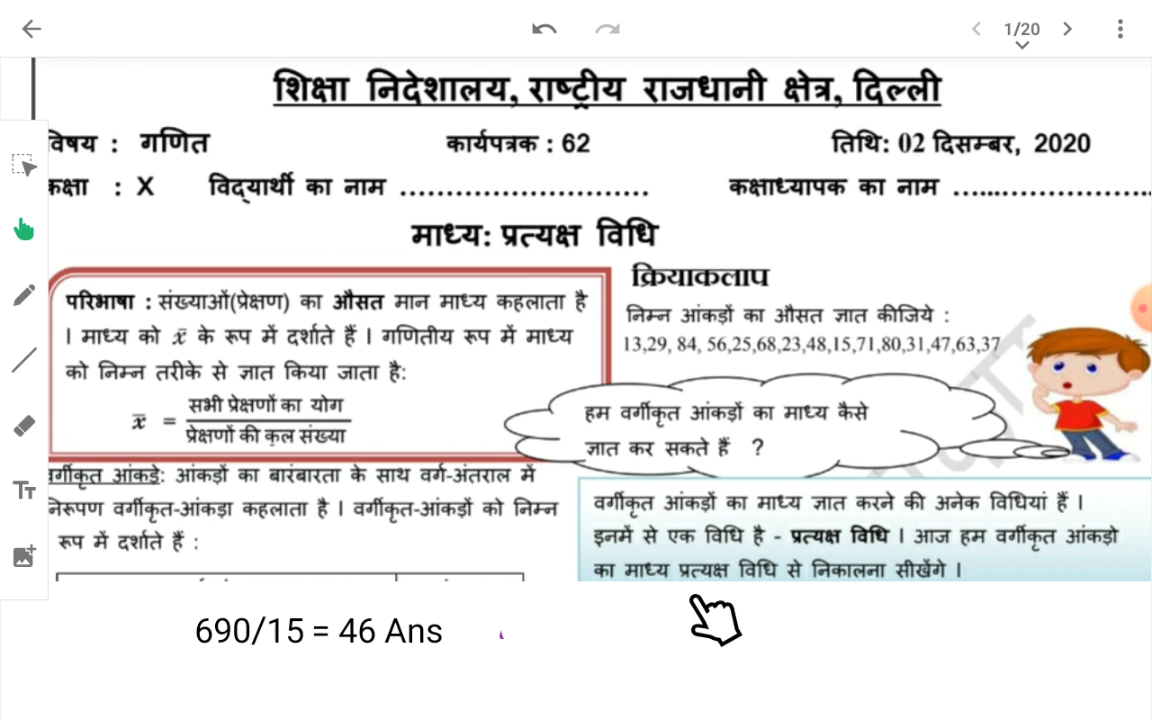 1/20
शिक्षा निदेशालय, राष्ट्रीय राजधानी क्षेत्र, दिल्ली
विषय : गणित कार्यपत्रक : 62 तिथि: 02 दिसम्बर, 2020
कक्षा : X विद्यार्थी का नाम ............................ कक्षाध्यापक का नाम ......................
माध्य: प्रत्यक्ष विधि
परिभाषा : संख्याओं(प्रेक्षण) का औसत मान माध्य कहलाता है
। माध्य को x̄ के रूप में दर्शाते हैं । गणितीय रूप में माध्य
को निम्न तरीके से ज्ञात किया जाता है:
x̄ = सभी प्रेक्षणों का योग
प्रेक्षणों की कुल संख्या
क्रियाकलाप
निम्न आंकड़ों का औसत ज्ञात कीजिये :
13,29, 84, 56,25,68,23,48,15,71,80,31,47,63,37
हम वर्गीकृत आंकड़ों का माध्य कैसे
ज्ञात कर सकते हैं ?
वर्गीकृत आंकड़े: आंकड़ों का बारंबारता के साथ वर्ग-अंतराल में
निरूपण वर्गीकृत-आंकड़ा कहलाता है । वर्गीकृत-आंकड़ों को निम्न
रूप में दर्शाते हैं :
वर्गीकृत आंकड़ों का माध्य ज्ञात करने की अनेक विधियां हैं ।
इनमें से एक विधि है - प्रत्यक्ष विधि । आज हम वर्गीकृत आंकड़ो
का माध्य प्रत्यक्ष विधि से निकालना सीखेंगे ।
690/15 = 46 Ans